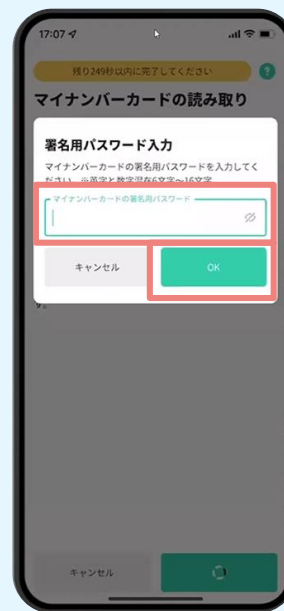 17:07
残り249秒以内に完了してください
?
マイナンバーカードの読み取り
署名用パスワード入力
マイナンバーカードの署名用パスワードを入力してく
ださい ※英字と数字混在6文字〜16文字
マイナンバーカードの署名用パスワード
キャンセル
OK
す。
キャンセル